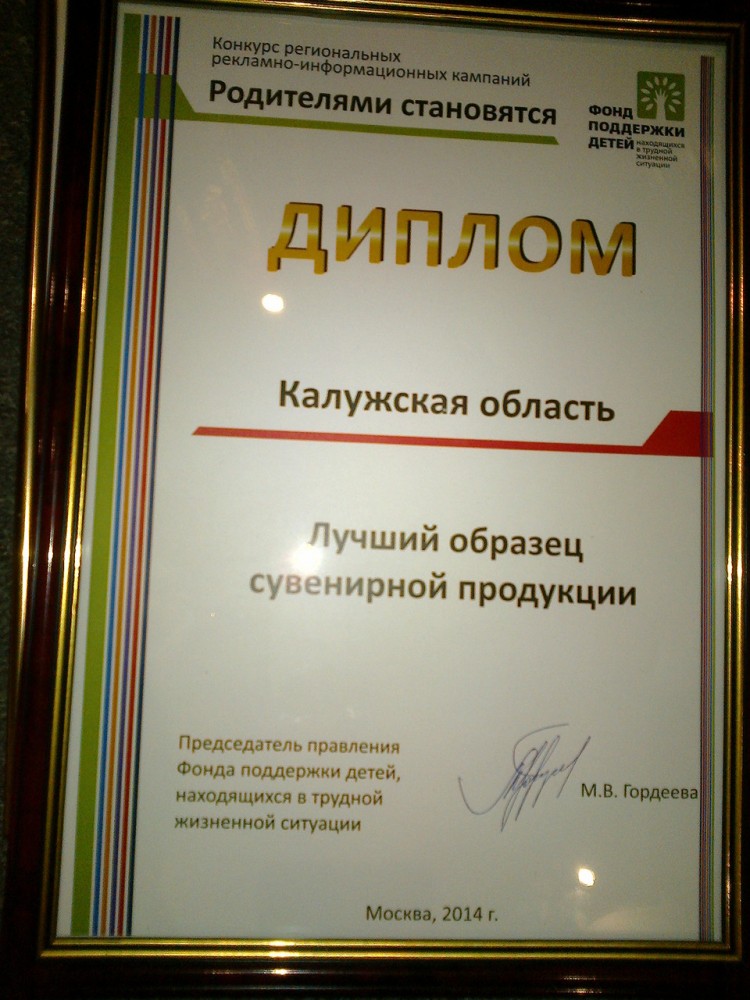 Конкурс региональных
рекламно-информационных кампаний
Родителями становятся
ФОНД
ПОДДЕРЖКИ
ДЕТЕЙ
находящихся
в трудной
жизненной
ситуации
ДИПЛОМ
Калужская область
Лучший образец
сувенирной продукции
Председатель правления
Фонда поддержки детей,
находящихся в трудной
жизненной ситуации
М.В. Гордеева
Москва, 2014 г.